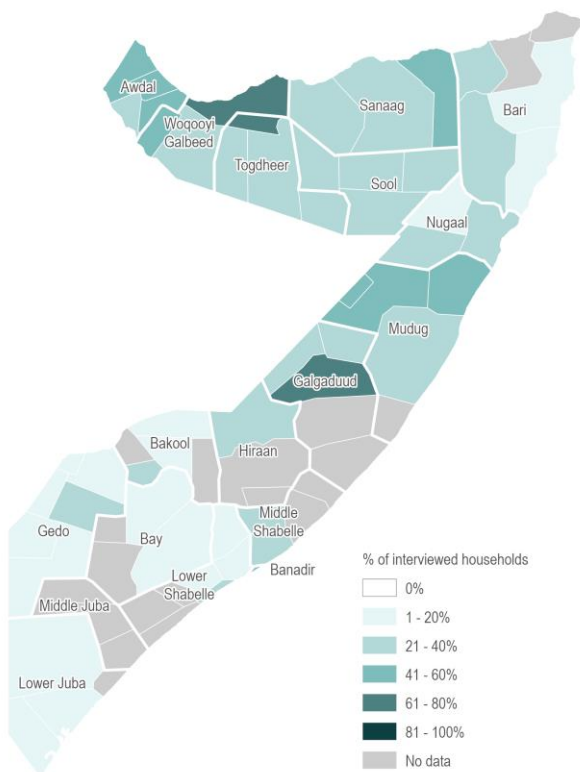 Awdal
Woqooyi
Galbeed
Togdheer
Sanaag
Sool
Bari
Nugaal
Mudug
Galgaduud
Hiraan
Bakool
Middle
Shabelle
Gedo
Bay
Banadir
Lower
Shabelle
Middle Juba
Lower Juba
% of interviewed households
0%
1 - 20%
21 - 40%
41 - 60%
61 - 80%
81 - 100%
No data